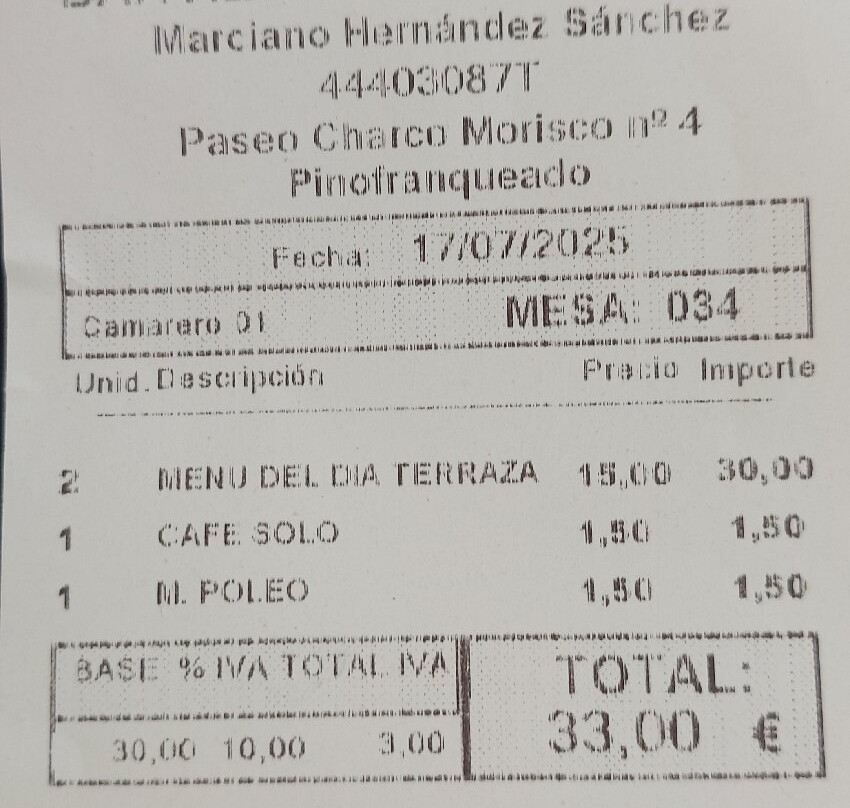 Marciano Hernández Sánchez
44403087T
Paseo Charco Morisco nº 4
Pinofranqueado
Fecha: 17/07/2025
Camarero 01 MESA: 034
Unid. Descripción Precio Importe
2 MENU DEL DIA TERRAZA 15,00 30,00
1 CAFE SOLO 1,50 1,50
1 M. POLEO 1,50 1,50
BASE % IVA TOTAL IVA TOTAL:
30,00 10,00 3,00 33,00 €